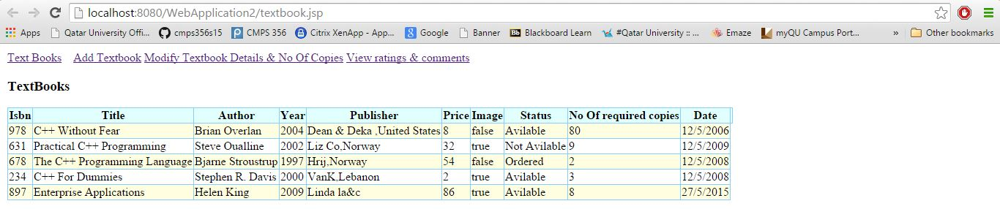 localhost:8080/WebApplication2/textbook.jsp
Apps Qatar University Offi... cmps356s15 CMPS 356 Citrix XenApp - App... Google Banner Bb Blackboard Learn #Qatar University :: ... Emaze myQU Campus Port... » Other bookmarks
Text Books Add Textbook Modify Textbook Details & No Of Copies View ratings & comments
TextBooks
Isbn Title Author Year Publisher Price Image Status No Of required copies Date
978 C++ Without Fear Brian Overlan 2004 Dean & Deka ,United States 8 false Avilable 80 12/5/2006
631 Practical C++ Programming Steve Oualline 2002 Liz Co,Norway 32 true Not Avilable 9 12/5/2009
678 The C++ Programming Language Bjarne Stroustrup 1997 Hrij,Norway 54 false Ordered 2 12/5/2008
234 C++ For Dummies Stephen R. Davis 2000 VanK,Lebanon 2 true Avilable 3 12/5/2008
897 Enterprise Applications Helen King 2009 Linda la&c 86 true Avilable 8 27/5/2015